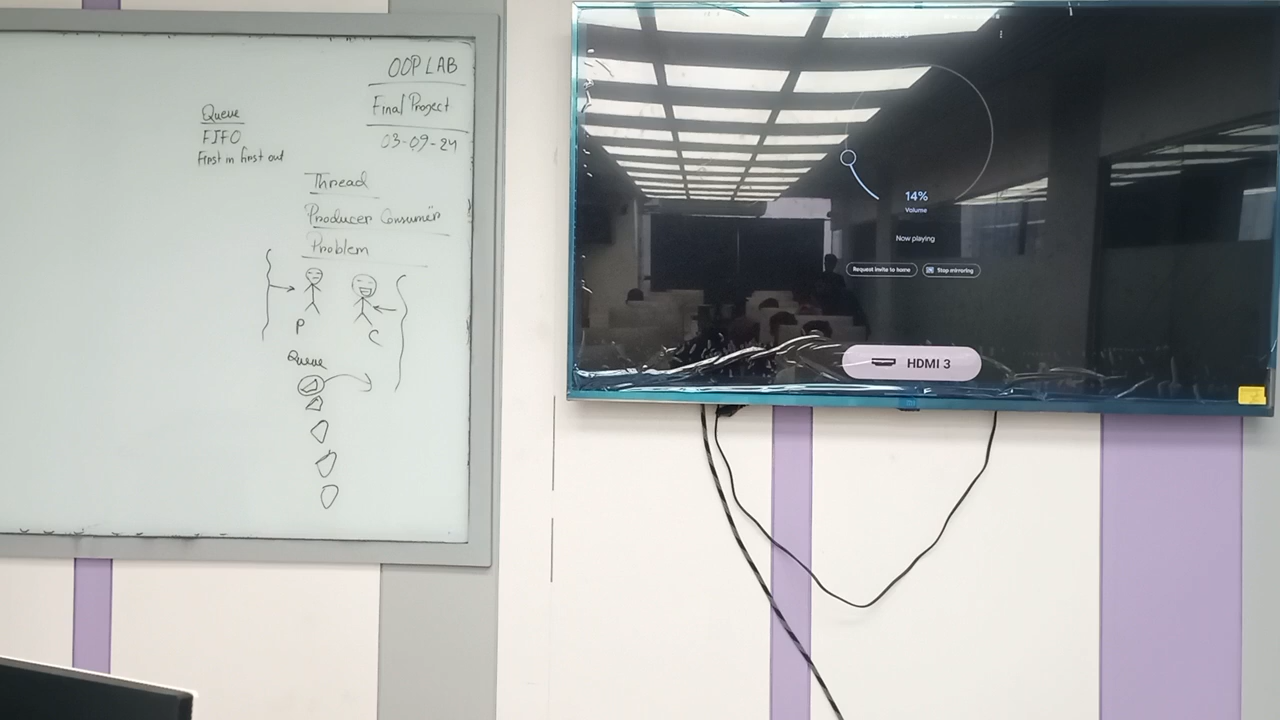 OOP LAB
Final Project
03-09-24
Queue
FIFO
First in first out
Thread
Producer Consumer
Problem
P
C
Queue
14%
Volume
Now playing
Request invite to home
Stop mirroring
HDMI 3